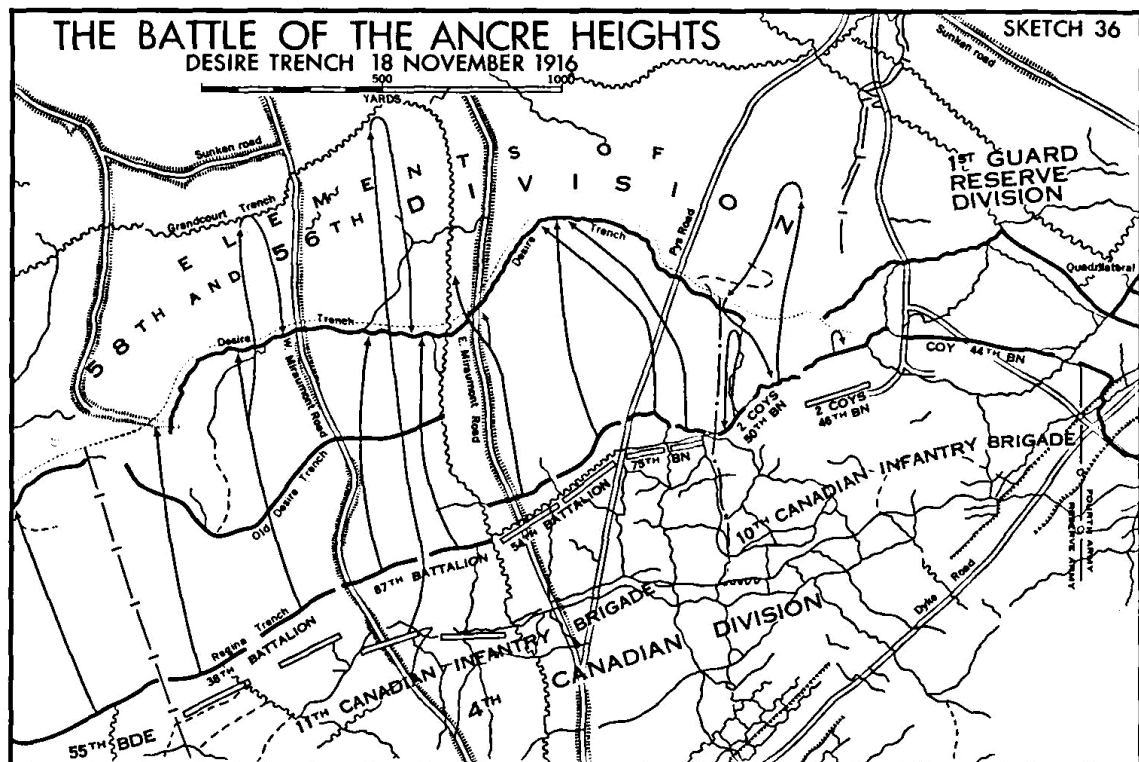 THE BATTLE OF THE ANCRE HEIGHTS
DESIRE TRENCH 18 NOVEMBER 1916
500
1000
YARDS
SKETCH 36
Sunken road
Sunken road
1ST GUARD
RESERVE
DIVISION
ELEMENTS OF
58TH AND 56TH DIVISION
Grandcourt Trench
Desire
Trench
Pys Road
Quadrilateral
Desire
Trench
W. Miraumont Road
E. Miraumont Road
COY 44TH BN
2 COYS
50TH BN
2 COYS
46TH BN
Old Desire Trench
75TH BN
54TH BATTALION
87TH BATTALION
10TH CANADIAN INFANTRY BRIGADE
Regina Trench
38TH BATTALION
11TH CANADIAN INFANTRY BRIGADE
4TH CANADIAN DIVISION
Dyke Road
FOURTH ARMY
RESERVE ARMY
55TH BDE